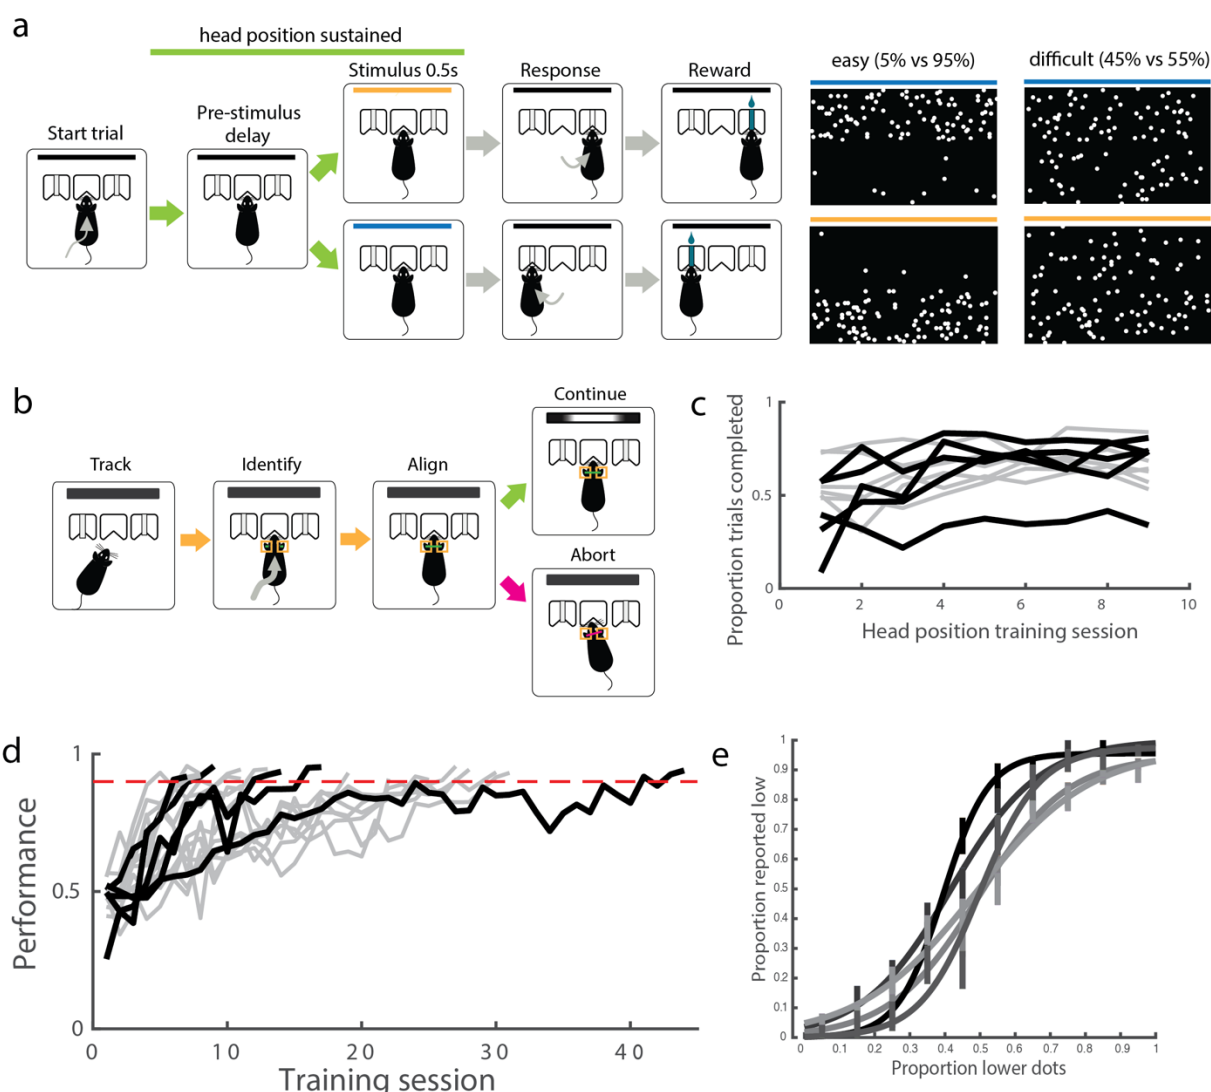 a
head position sustained
Start trial
Pre-stimulus
delay
Stimulus 0.5s
Response
Reward
easy (5% vs 95%)
difficult (45% vs 55%)
b
Track
Identify
Align
Continue
Abort
c
Proportion trials completed
1
0.5
0
0
2
4
6
8
10
Head position training session
d
Performance
1
0.5
0
0
10
20
30
40
Training session
e
Proportion reported low
1
0.9
0.8
0.7
0.6
0.5
0.4
0.3
0.2
0.1
0
0
0.1
0.2
0.3
0.4
0.5
0.6
0.7
0.8
0.9
1
Proportion lower dots